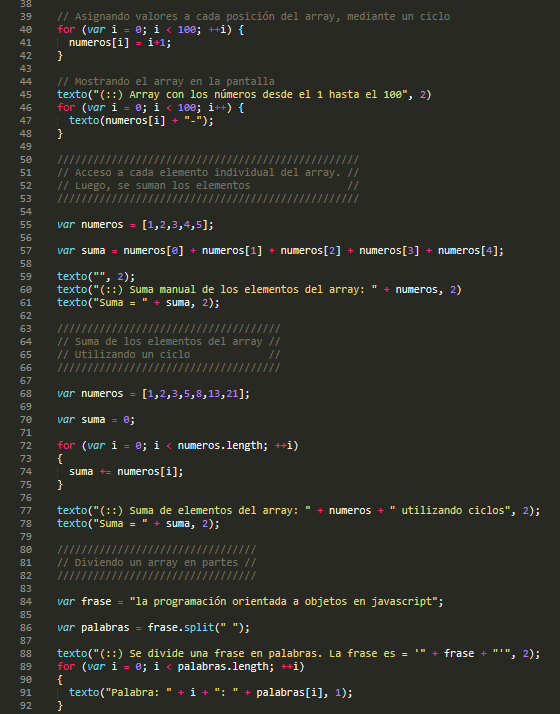 38
39 // Asignando valores a cada posición del array, mediante un ciclo
40 for (var i = 0; i < 100; ++i) {
41   numeros[i] = i+1;
42 }
43
44 // Mostrando el array en la pantalla
45 texto("(::) Array con los números desde el 1 hasta el 100", 2)
46 for (var i = 0; i < 100; i++) {
47   texto(numeros[i] + "-");
48 }
49
50 //////////////////////////////////////////////////
51 // Acceso a cada elemento individual del array. //
52 // Luego, se suman los elementos                //
53 //////////////////////////////////////////////////
54
55 var numeros = [1,2,3,4,5];
56
57 var suma = numeros[0] + numeros[1] + numeros[2] + numeros[3] + numeros[4];
58
59 texto("", 2);
60 texto("(::) Suma manual de los elementos del array: " + numeros, 2)
61 texto("Suma = " + suma, 2);
62
63 /////////////////////////////////////
64 // Suma de los elementos del array //
65 // Utilizando un ciclo             //
66 /////////////////////////////////////
67
68 var numeros = [1,2,3,5,8,13,21];
69
70 var suma = 0;
71
72 for (var i = 0; i < numeros.length; ++i)
73 {
74   suma += numeros[i];
75 }
76
77 texto("(::) Suma de elementos del array: " + numeros + " utilizando ciclos", 2);
78 texto("Suma = " + suma, 2);
79
80 /////////////////////////////////
81 // Diviendo un array en partes //
82 /////////////////////////////////
83
84 var frase = "la programación orientada a objetos en javascript";
85
86 var palabras = frase.split(" ");
87
88 texto("(::) Se divide una frase en palabras. La frase es = '" + frase + "'", 2);
89 for (var i = 0; i < palabras.length; ++i)
90 {
91   texto("Palabra: " + i + ": " + palabras[i], 1);
92 }